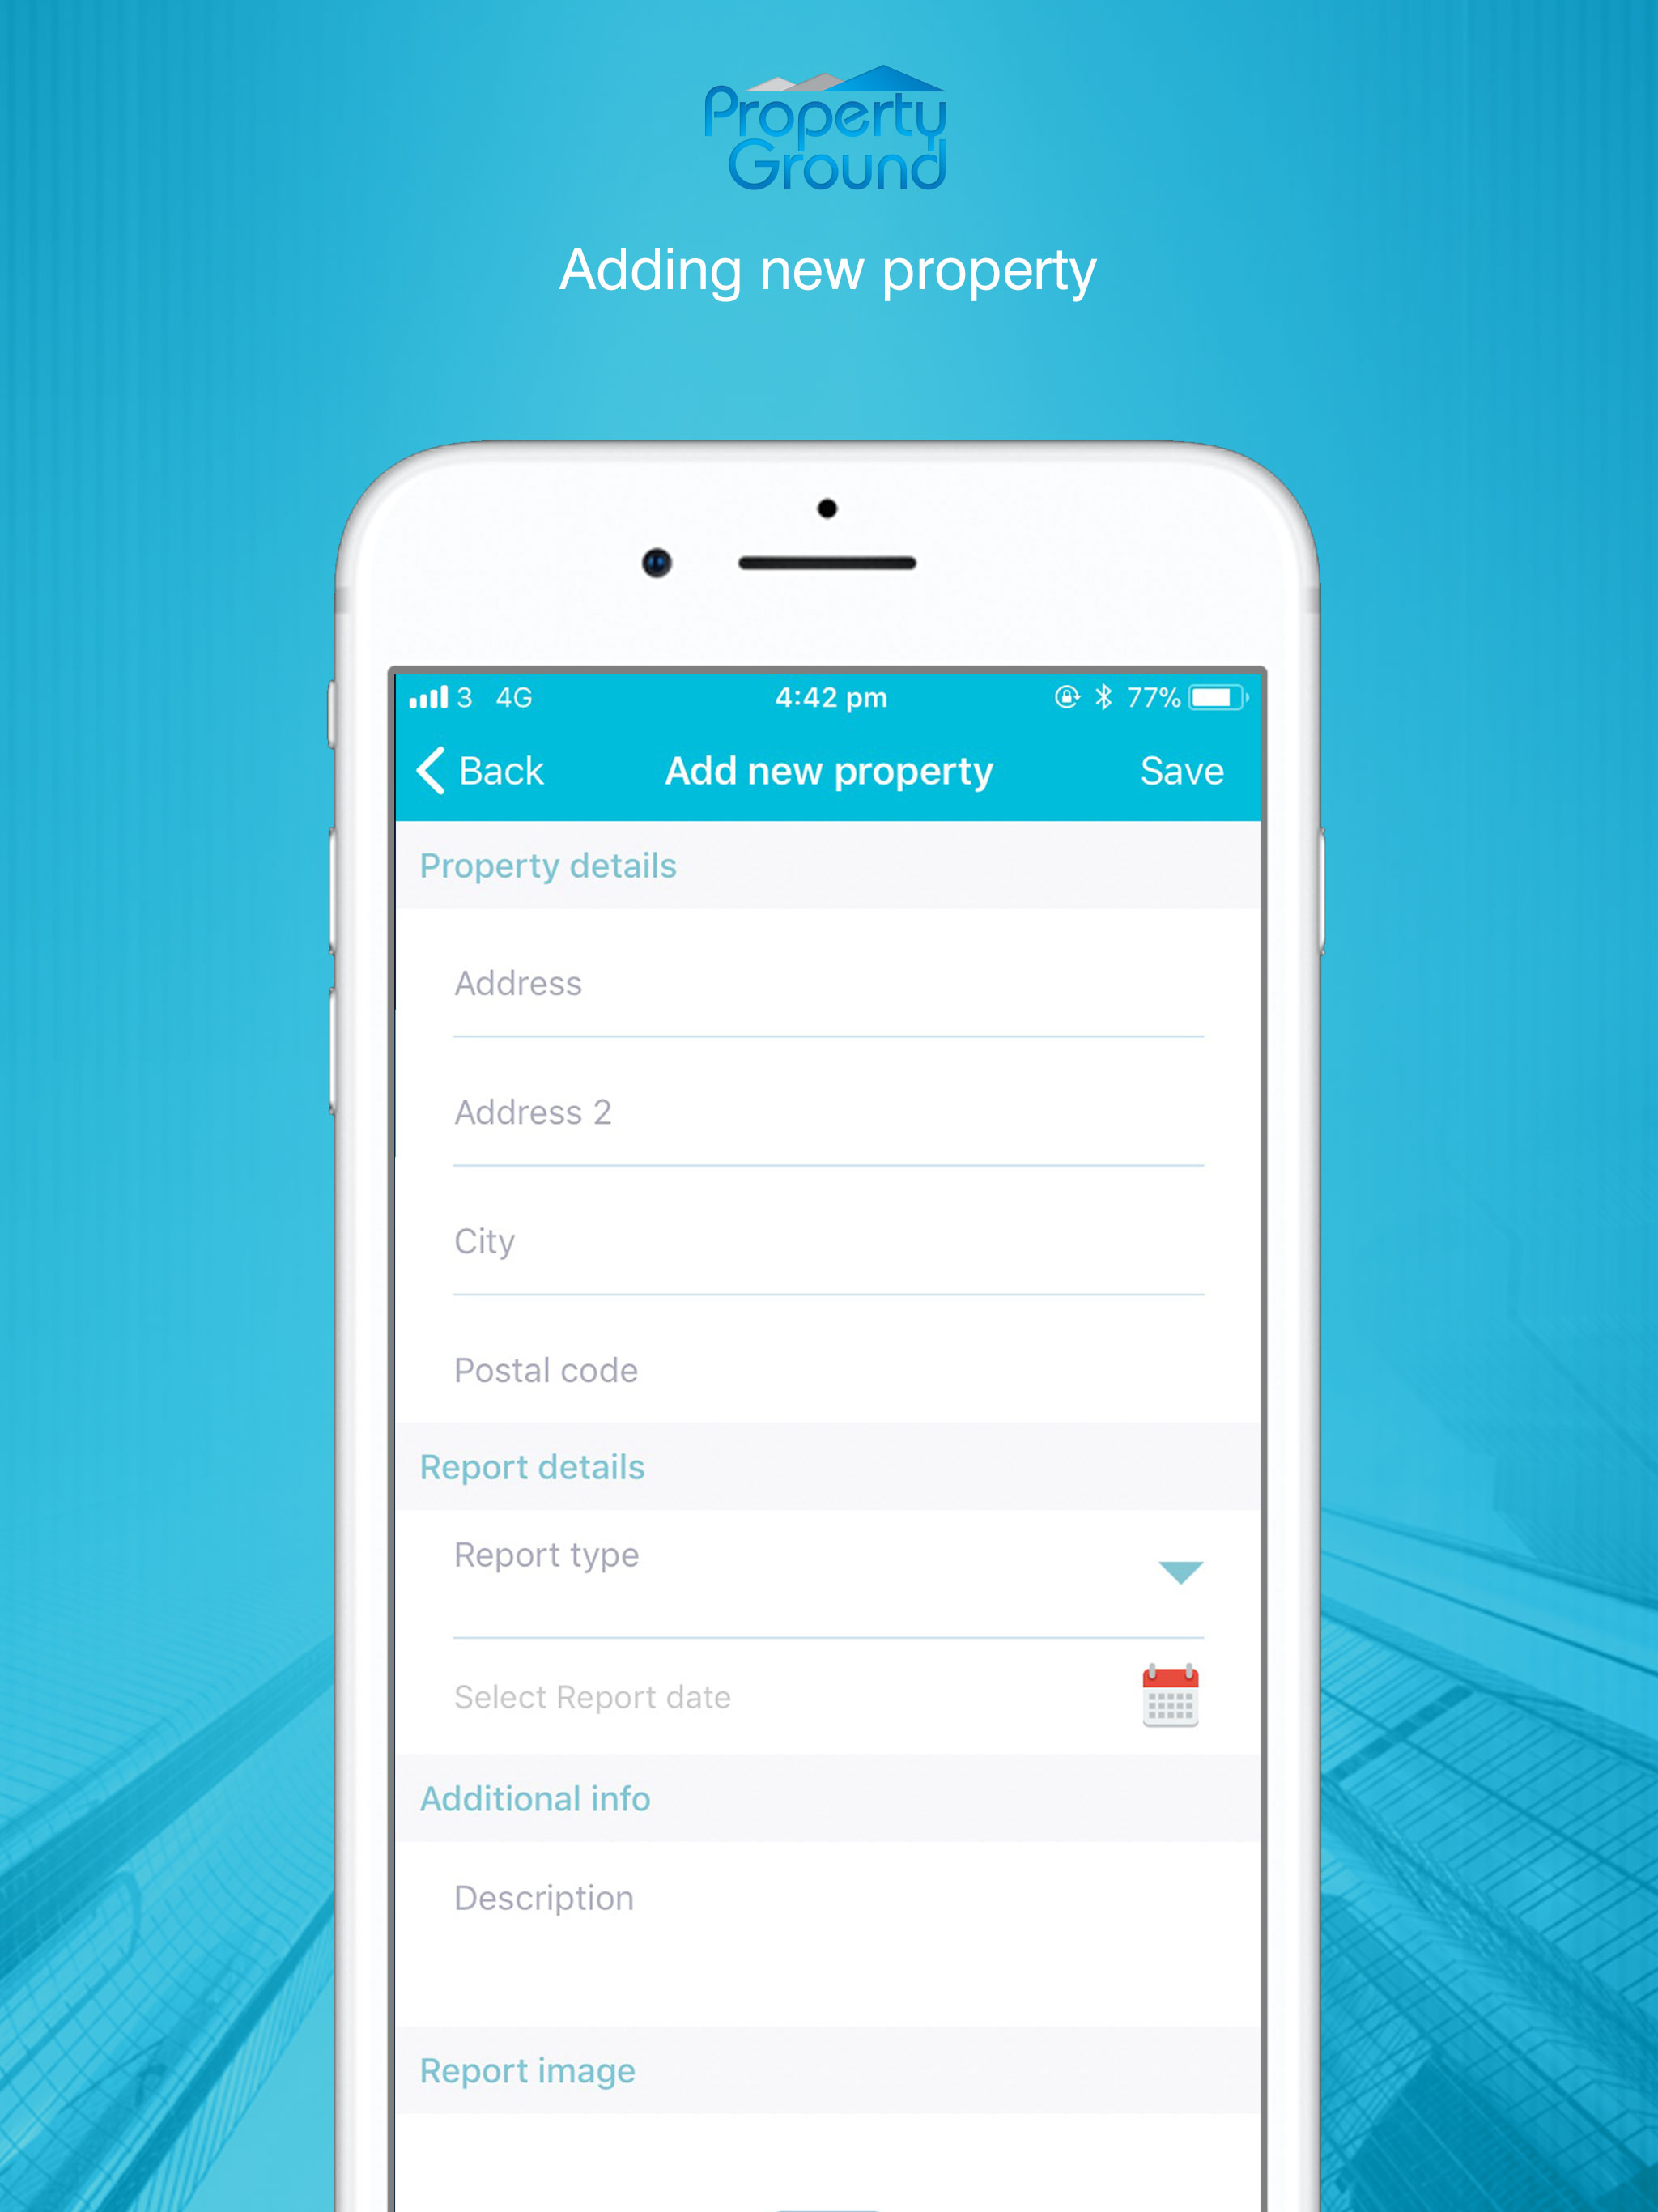 Property
Ground
Adding new property
3 4G 4:42 pm 77%
Back Add new property Save
Property details
Address
Address 2
City
Postal code
Report details
Report type
Select Report date
Additional info
Description
Report image